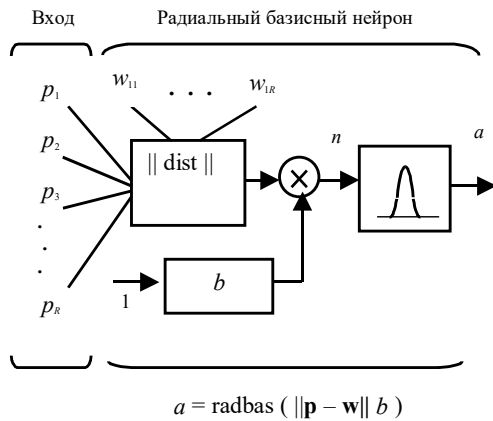 Вход Радиальный базисный нейрон
p₁ w₁₁ . . . w₁R
p₂
p₃
.
.
.
pR
|| dist ||
×
n
a
1
b
a = radbas ( ||p – w|| b )